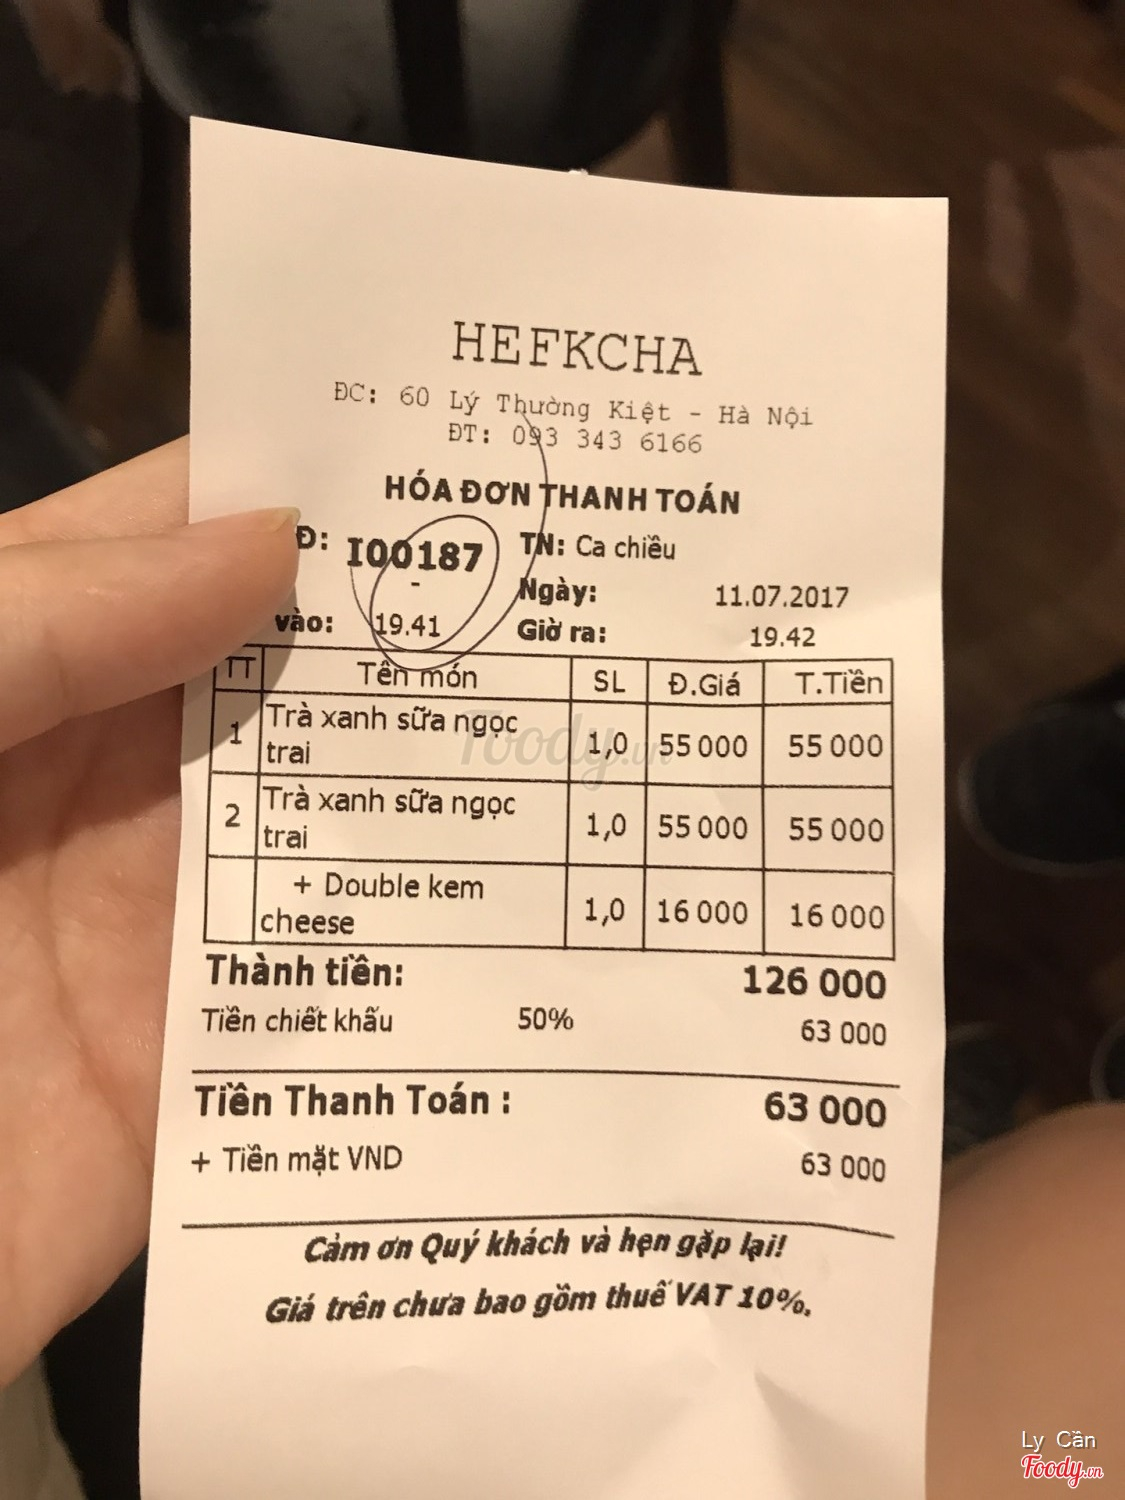 HEFKCHA
ĐC: 60 Lý Thường Kiệt - Hà Nội
ĐT: 093 343 6166
HÓA ĐƠN THANH TOÁN
Đ: I00187 TN: Ca chiều
- Ngày: 11.07.2017
vào: 19.41 Giờ ra: 19.42
TT Tên món SL Đ.Giá T.Tiền
1 Trà xanh sữa ngọc trai 1,0 55 000 55 000
2 Trà xanh sữa ngọc trai 1,0 55 000 55 000
+ Double kem cheese 1,0 16 000 16 000
Thành tiền: 126 000
Tiền chiết khấu 50% 63 000
Tiền Thanh Toán : 63 000
+ Tiền mặt VND 63 000
Cảm ơn Quý khách và hẹn gặp lại!
Giá trên chưa bao gồm thuế VAT 10%.
Foody.vn
Ly Cần
Foody.vn